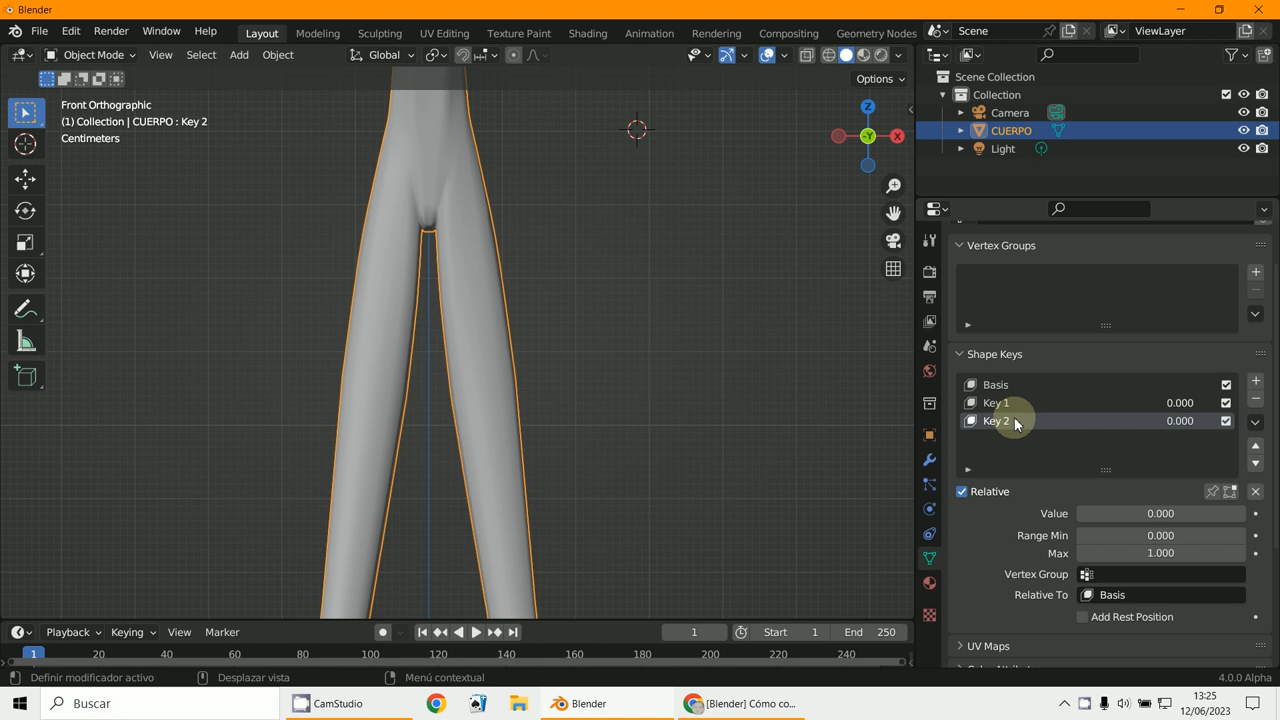 Blender
File Edit Render Window Help
Layout Modeling Sculpting UV Editing Texture Paint Shading Animation Rendering Compositing Geometry Nodes
Scene
ViewLayer
Object Mode View Select Add Object
Global
Options
Front Orthographic
(1) Collection | CUERPO : Key 2
Centimeters
Z
X
-Y
Scene Collection
Collection
Camera
CUERPO
Light
Vertex Groups
Shape Keys
Basis
Key 1 0.000
Key 2 0.000
Relative
Value 0.000
Range Min 0.000
Max 1.000
Vertex Group
Relative To Basis
Add Rest Position
UV Maps
Playback Keying View Marker
1
Start 1
End 250
1 20 40 60 80 100 120 140 160 180 200 220 240
Definir modificador activo
Desplazar vista
Menú contextual
4.0.0 Alpha
Buscar
CamStudio
Blender
[Blender] Cómo co...
13:25
12/06/2023